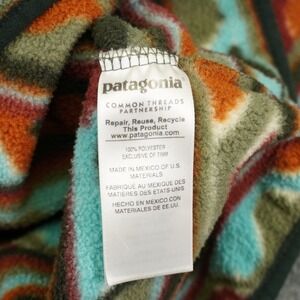 patagonia
COMMON THREADS
PARTNERSHIP
Repair, Reuse, Recycle
This Product
www.patagonia.com
100% POLYESTER
EXCLUSIVE OF TRIM
MADE IN MEXICO OF U.S.
MATERIALS
FABRIQUÉ AU MEXIQUE DES
MATIÈRES DES ÉTATS-UNIS
HECHO EN MÉXICO CON
MATERIALES DE EE.UU.